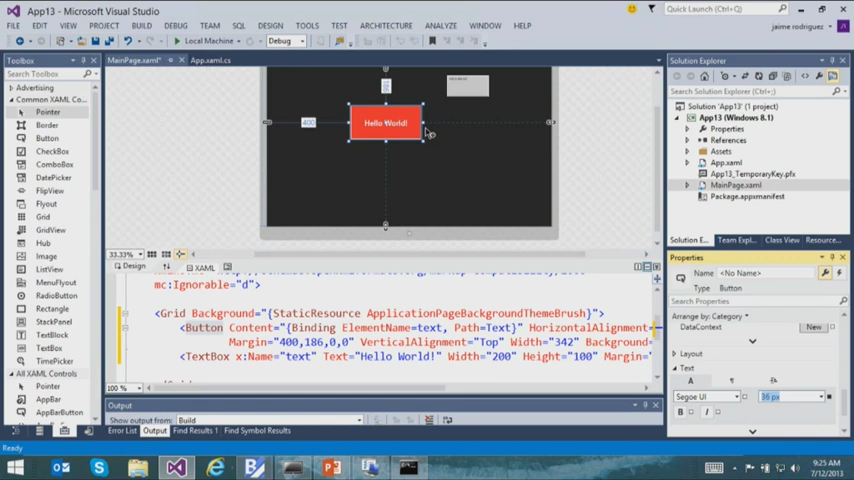 App13 - Microsoft Visual Studio
Quick Launch (Ctrl+Q)
FILE EDIT VIEW PROJECT BUILD DEBUG TEAM SQL DESIGN TOOLS TEST ARCHITECTURE ANALYZE WINDOW HELP
jaime rodriguez
Local Machine
Debug
Toolbox
Search Toolbox
Advertising
Common XAML Co...
Pointer
Border
Button
CheckBox
ComboBox
DatePicker
FlipView
Flyout
Grid
GridView
Hub
Image
ListView
MenuFlyout
RadioButton
Rectangle
StackPanel
TextBlock
TextBox
TimePicker
All XAML Controls
Pointer
AppBar
AppBarButton
MainPage.xaml*
App.xaml.cs
400
Hello World!
33.33%
Design
XAML
mc:Ignorable="d">
<Grid Background="{StaticResource ApplicationPageBackgroundThemeBrush}">
<Button Content="{Binding ElementName=text, Path=Text}" HorizontalAlignment=
Margin="400,186,0,0" VerticalAlignment="Top" Width="342" Background=
<TextBox x:Name="text" Text="Hello World!" Width="200" Height="100" Margin=
100 %
Output
Show output from: Build
Error List Output Find Results 1 Find Symbol Results
Ready
Solution Explorer
Search Solution Explorer (Ctrl+;)
Solution 'App13' (1 project)
App13 (Windows 8.1)
Properties
References
Assets
App.xaml
App13_TemporaryKey.pfx
MainPage.xaml
Package.appxmanifest
Solution E... Team Expl... Class View Resource...
Properties
Name <No Name>
Type Button
Search Properties
Arrange by: Category
DataContext New
Layout
Text
Segoe UI
36 px
B I
9:25 AM
7/12/2013